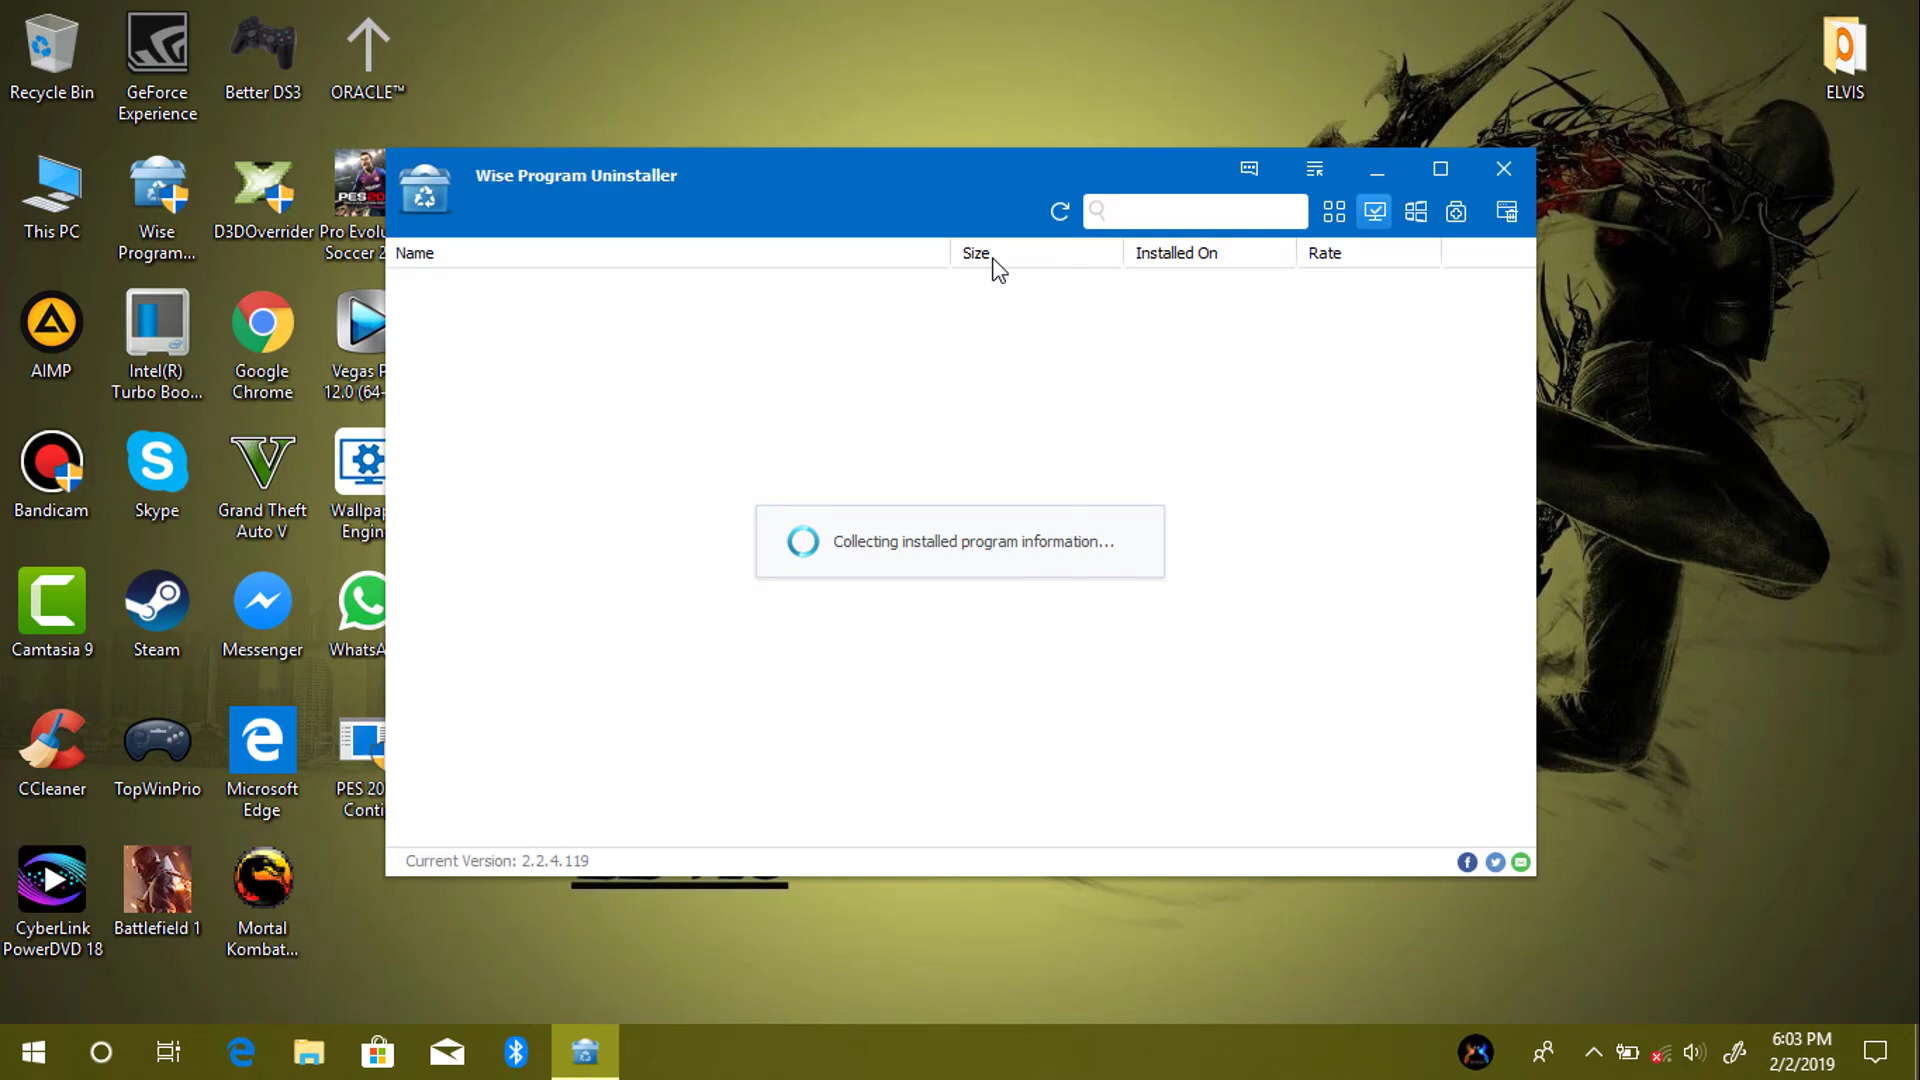 Recycle Bin
GeForce
Experience
Better DS3
ORACLE™
ELVIS
This PC
Wise
Program...
D3DOverrider
Pro Evolu
Soccer 2
PES20
AIMP
Intel(R)
Turbo Boo...
Google
Chrome
Vegas P
12.0 (64-
Bandicam
Skype
Grand Theft
Auto V
Wallpap
Engin
Camtasia 9
Steam
Messenger
WhatsA
CCleaner
TopWinPrio
Microsoft
Edge
PES 20
Conti
CyberLink
PowerDVD 18
Battlefield 1
Mortal
Kombat...
Wise Program Uninstaller
Name
Size
Installed On
Rate
Collecting installed program information...
Current Version: 2.2.4.119
6:03 PM
2/2/2019